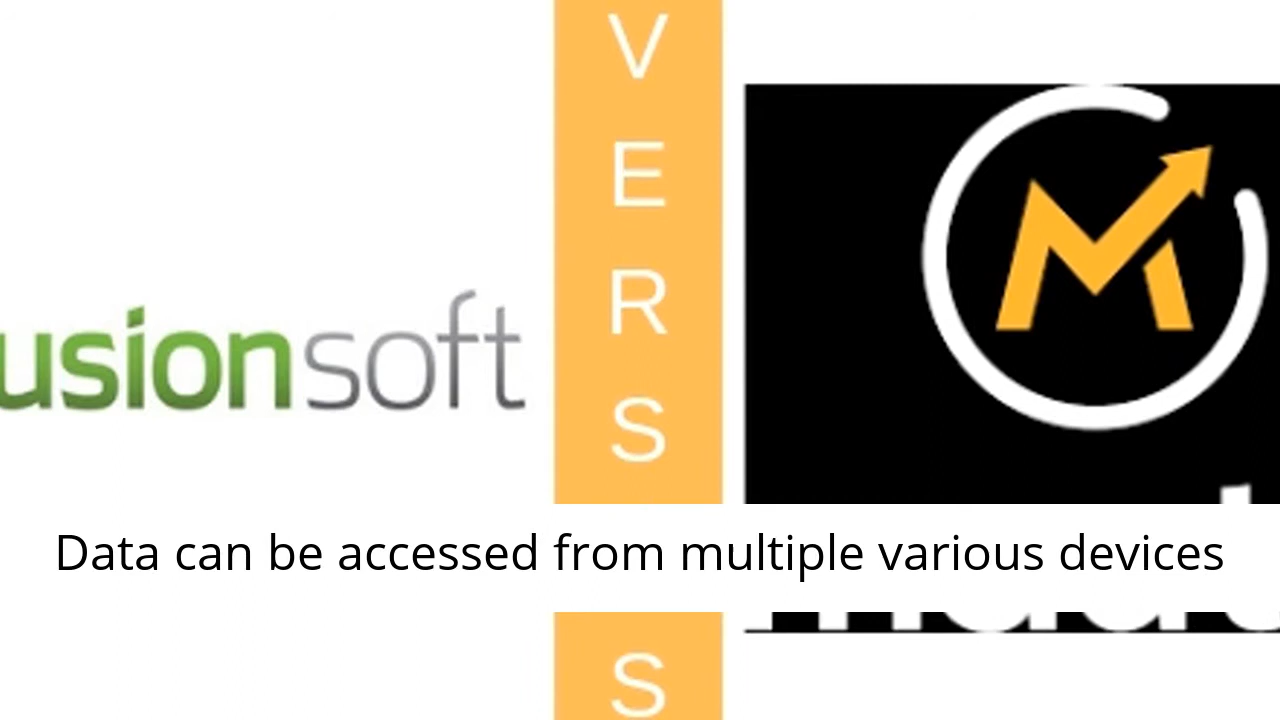 usionsoft
V
E
R
S
Data can be accessed from multiple various devices
S